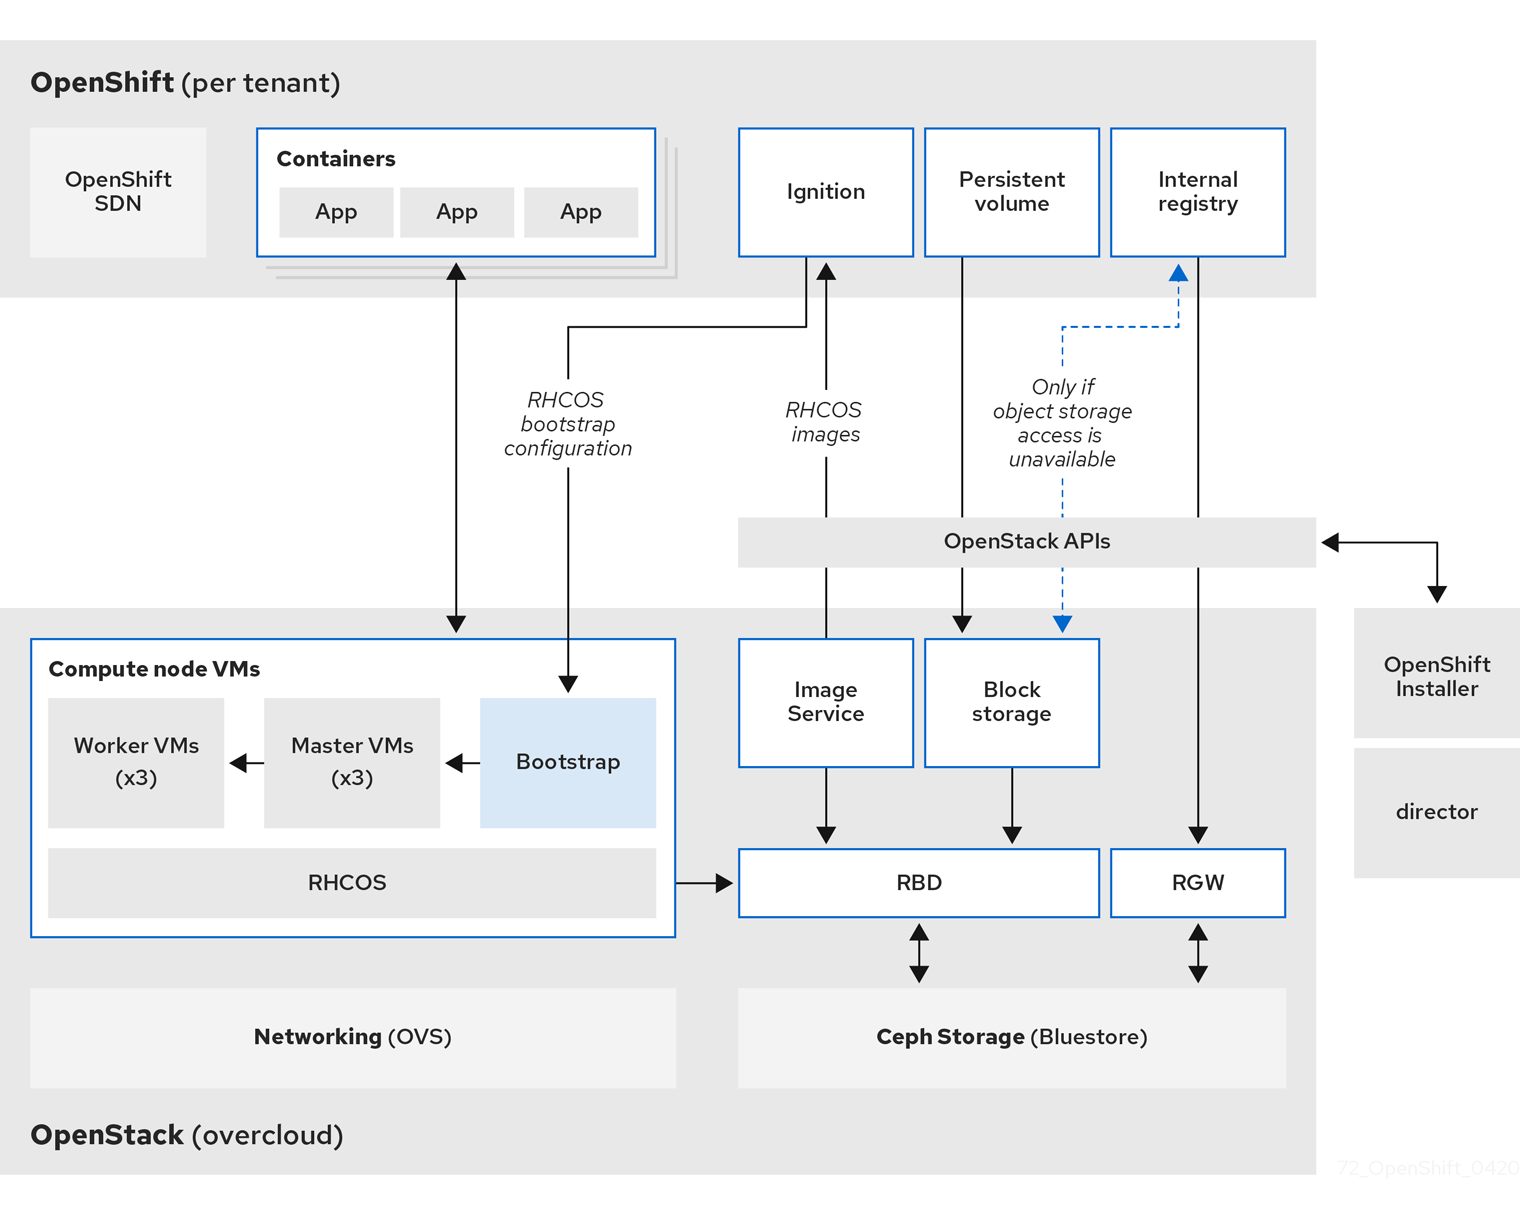 OpenShift (per tenant)
OpenShift
SDN
Containers
App
App
App
Ignition
Persistent
volume
Internal
registry
RHCOS
bootstrap
configuration
RHCOS
images
Only if
object storage
access is
unavailable
OpenStack APIs
Compute node VMs
Worker VMs
(x3)
Master VMs
(x3)
Bootstrap
RHCOS
Image
Service
Block
storage
OpenShift
Installer
director
RBD
RGW
Networking (OVS)
Ceph Storage (Bluestore)
OpenStack (overcloud)
72_OpenShift_0420